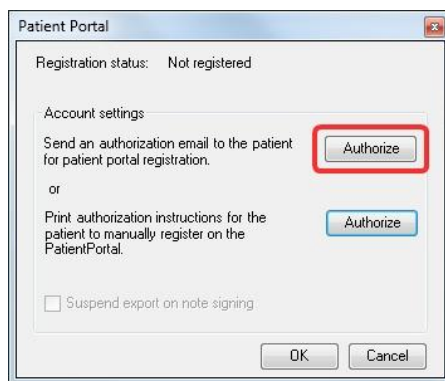 Patient Portal
Registration status: Not registered
Account settings
Send an authorization email to the patient
for patient portal registration.
Authorize
or
Print authorization instructions for the
patient to manually register on the
PatientPortal.
Authorize
Suspend export on note signing
OK Cancel